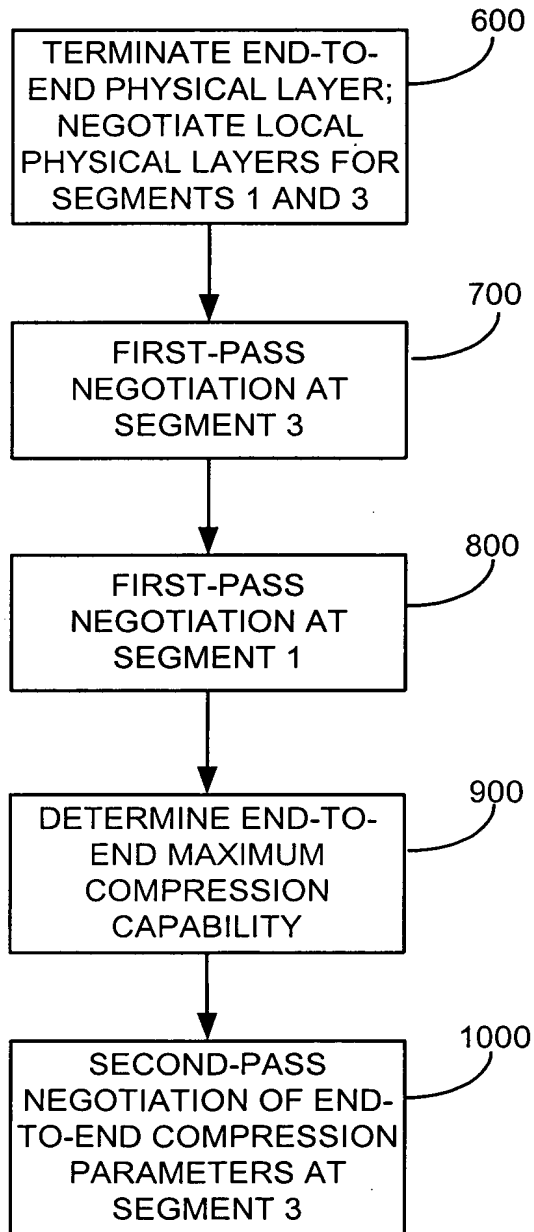 600
TERMINATE END-TO-
END PHYSICAL LAYER;
NEGOTIATE LOCAL
PHYSICAL LAYERS FOR
SEGMENTS 1 AND 3
700
FIRST-PASS
NEGOTIATION AT
SEGMENT 3
800
FIRST-PASS
NEGOTIATION AT
SEGMENT 1
900
DETERMINE END-TO-
END MAXIMUM
COMPRESSION
CAPABILITY
1000
SECOND-PASS
NEGOTIATION OF END-
TO-END COMPRESSION
PARAMETERS AT
SEGMENT 3